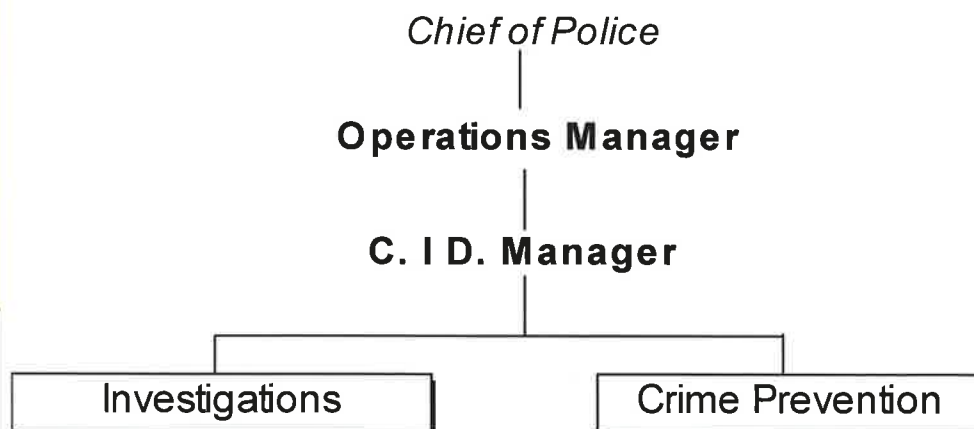 Chief of Police
Operations Manager
C. I D. Manager
Investigations
Crime Prevention